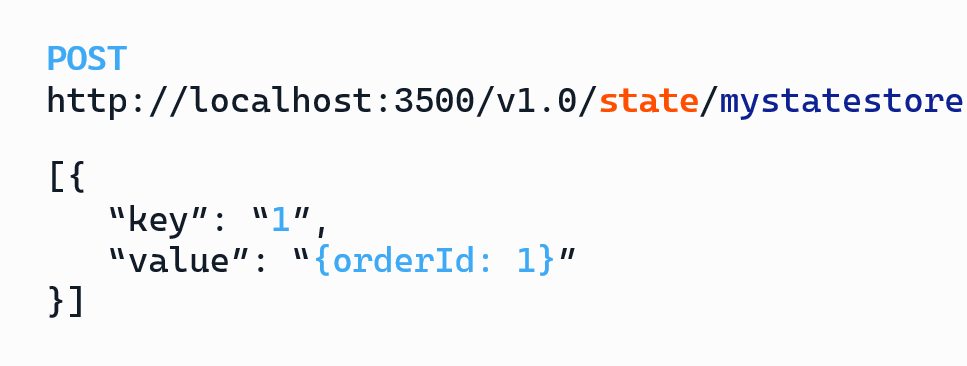 POST
http://localhost:3500/v1.0/state/mystatestore
[{
“key”: “1”,
“value”: “{orderId: 1}”
}]